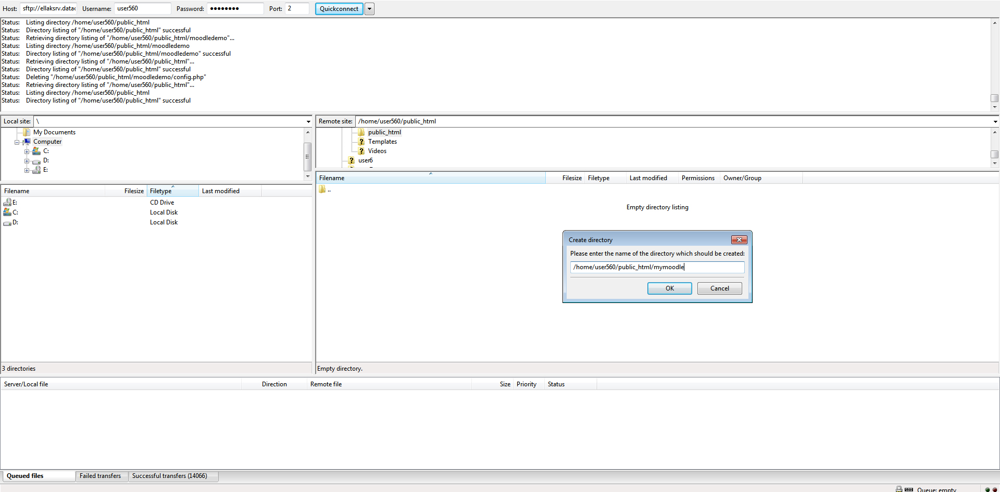 Host: sftp://ellaksrv.datac Username: user560 Password: ●●●●●●●● Port: 2 Quickconnect
Status: Listing directory /home/user560/public_html
Status: Directory listing of "/home/user560/public_html" successful
Status: Retrieving directory listing of "/home/user560/public_html/moodledemo"...
Status: Listing directory /home/user560/public_html/moodledemo
Status: Directory listing of "/home/user560/public_html/moodledemo" successful
Status: Retrieving directory listing of "/home/user560/public_html"...
Status: Directory listing of "/home/user560/public_html" successful
Status: Deleting "/home/user560/public_html/moodledemo/config.php"
Status: Retrieving directory listing of "/home/user560/public_html"...
Status: Listing directory /home/user560/public_html
Status: Directory listing of "/home/user560/public_html" successful
Local site: \
My Documents
Computer
C:
D:
E:
Filename Filesize Filetype Last modified
E: CD Drive
C: Local Disk
D: Local Disk
3 directories
Remote site: /home/user560/public_html
public_html
Templates
Videos
user6
Filename Filesize Filetype Last modified Permissions Owner/Group
..
Empty directory listing
Create directory
Please enter the name of the directory which should be created:
/home/user560/public_html/mymoodle
OK Cancel
Empty directory.
Server/Local file Direction Remote file Size Priority Status
Queued files Failed transfers Successful transfers (14066)
Queue: empty